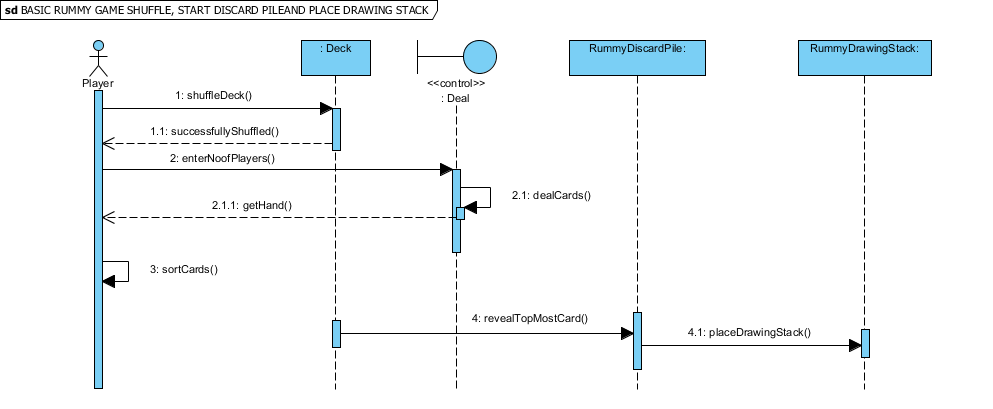 sd BASIC RUMMY GAME SHUFFLE, START DISCARD PILEAND PLACE DRAWING STACK
Player
: Deck
<<control>>
: Deal
RummyDiscardPile:
RummyDrawingStack:
1: shuffleDeck()
1.1: successfullyShuffled()
2: enterNoofPlayers()
2.1: dealCards()
2.1.1: getHand()
3: sortCards()
4: revealTopMostCard()
4.1: placeDrawingStack()